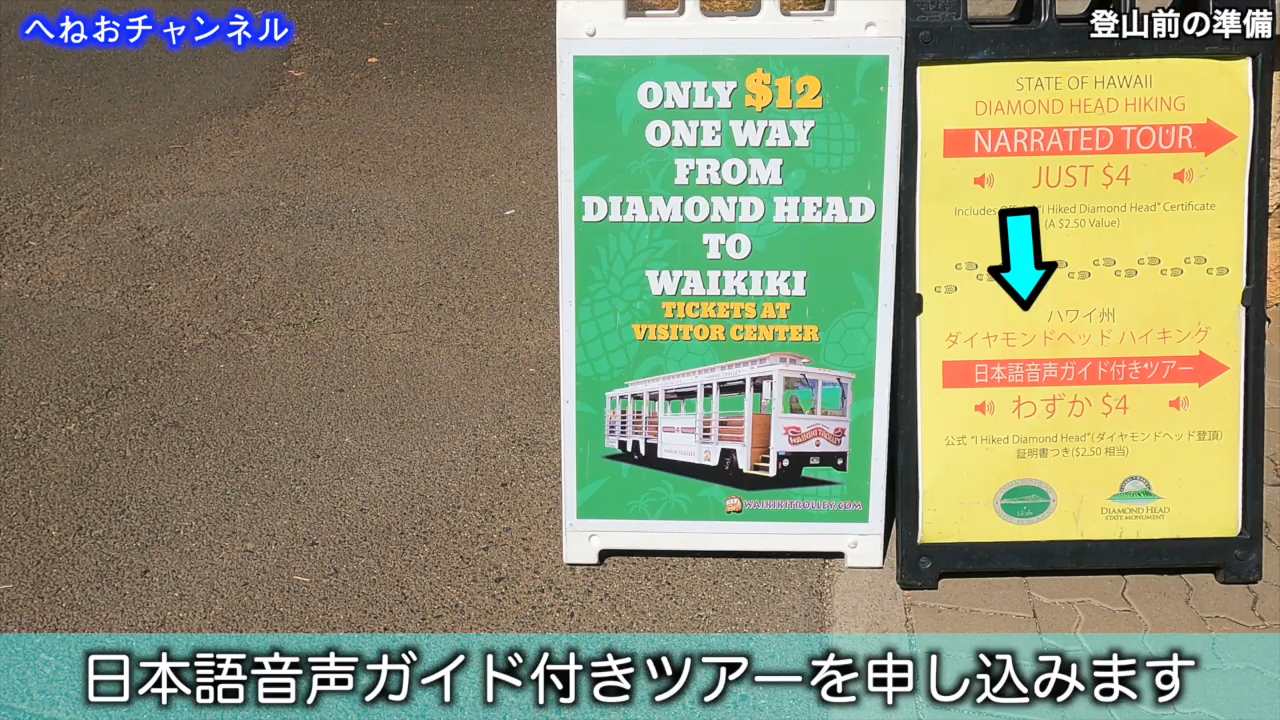 へねおチャンネル
登山前の準備
ONLY $12
ONE WAY
FROM
DIAMOND HEAD
TO
WAIKIKI
TICKETS AT
VISITOR CENTER
WAIKIKI TROLLEY
WAIKIKITROLLEY.COM
STATE OF HAWAII
DIAMOND HEAD HIKING
NARRATED TOUR
JUST $4
Includes "I Hiked Diamond Head" Certificate
(A $2.50 Value)
ハワイ州
ダイヤモンドヘッド ハイキング
日本語音声ガイド付きツアー
わずか $4
公式 "I Hiked Diamond Head"(ダイヤモンドヘッド登頂)
証明書つき($2.50 相当)
DIAMOND HEAD
STATE MONUMENT
日本語音声ガイド付きツアーを申し込みます